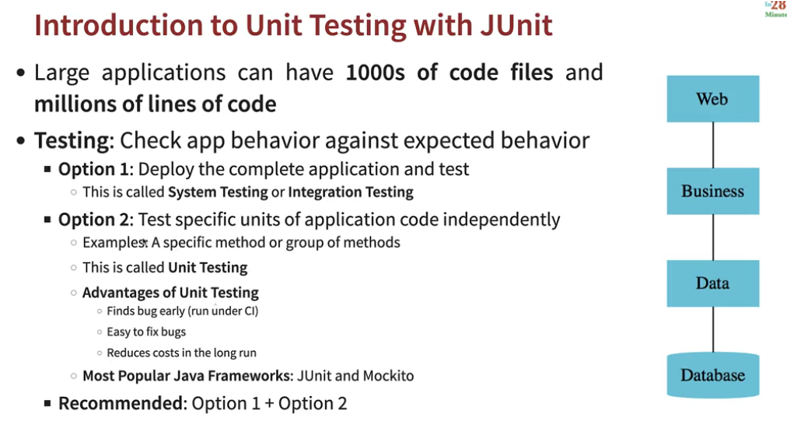 in28
Minutes
Introduction to Unit Testing with JUnit
• Large applications can have 1000s of code files and
millions of lines of code
• Testing: Check app behavior against expected behavior
▪ Option 1: Deploy the complete application and test
○ This is called System Testing or Integration Testing
▪ Option 2: Test specific units of application code independently
○ Examples: A specific method or group of methods
○ This is called Unit Testing
○ Advantages of Unit Testing
○ Finds bug early (run under CI)
○ Easy to fix bugs
○ Reduces costs in the long run
○ Most Popular Java Frameworks: JUnit and Mockito
▪ Recommended: Option 1 + Option 2
Web
Business
Data
Database